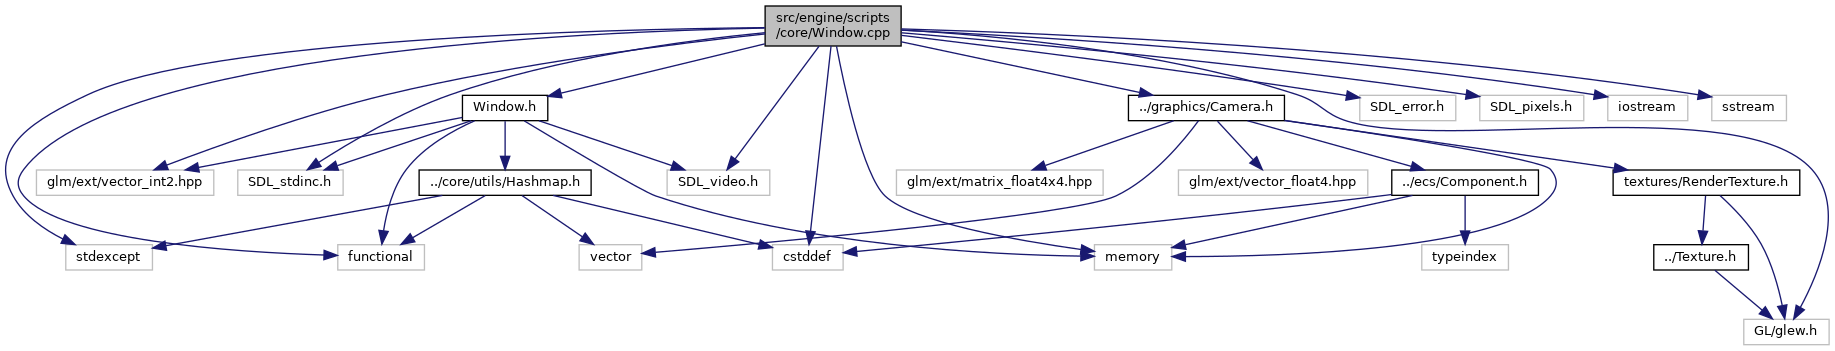 src/engine/scripts
/core/Window.cpp
Window.h
../graphics/Camera.h
SDL_error.h
SDL_pixels.h
iostream
sstream
glm/ext/vector_int2.hpp
SDL_stdinc.h
../core/utils/Hashmap.h
SDL_video.h
glm/ext/matrix_float4x4.hpp
glm/ext/vector_float4.hpp
../ecs/Component.h
textures/RenderTexture.h
stdexcept
functional
vector
cstddef
memory
typeindex
../Texture.h
GL/glew.h